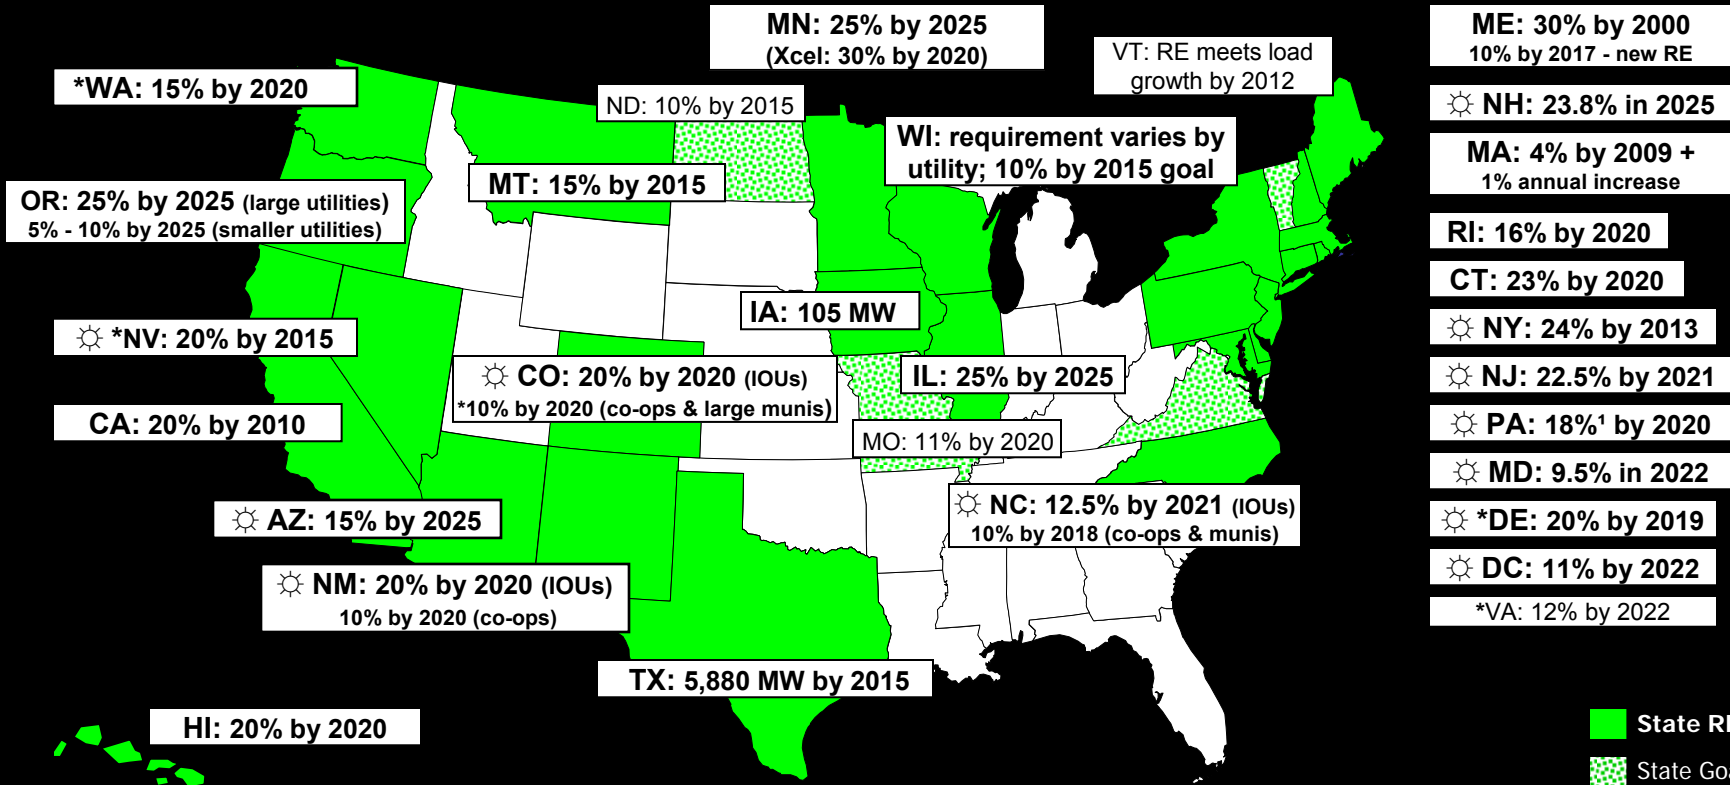 MN: 25% by 2025
(Xcel: 30% by 2020)
VT: RE meets load
growth by 2012
ME: 30% by 2000
10% by 2017 - new RE
*WA: 15% by 2020
ND: 10% by 2015
☼ NH: 23.8% in 2025
WI: requirement varies by
utility; 10% by 2015 goal
MA: 4% by 2009 +
1% annual increase
MT: 15% by 2015
OR: 25% by 2025 (large utilities)
5% - 10% by 2025 (smaller utilities)
RI: 16% by 2020
CT: 23% by 2020
IA: 105 MW
☼ *NV: 20% by 2015
☼ NY: 24% by 2013
☼ CO: 20% by 2020 (IOUs)
*10% by 2020 (co-ops & large munis)
IL: 25% by 2025
☼ NJ: 22.5% by 2021
CA: 20% by 2010
MO: 11% by 2020
☼ PA: 18%¹ by 2020
☼ MD: 9.5% in 2022
☼ AZ: 15% by 2025
☼ NC: 12.5% by 2021 (IOUs)
10% by 2018 (co-ops & munis)
☼ *DE: 20% by 2019
☼ NM: 20% by 2020 (IOUs)
10% by 2020 (co-ops)
☼ DC: 11% by 2022
*VA: 12% by 2022
TX: 5,880 MW by 2015
HI: 20% by 2020
State
State